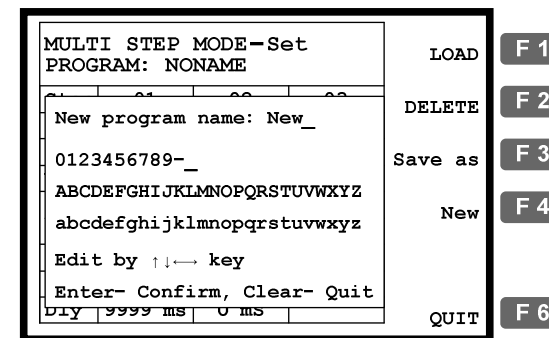 MULTI STEP MODE—Set
PROGRAM: NONAME
New program name: New_
0123456789-_
ABCDEFGHIJKLMNOPQRSTUVWXYZ
abcdefghijklmnopqrstuvwxyz
Edit by ↑↓←→ key
Enter- Confirm, Clear- Quit
Dly 9999 ms 0 mS
LOAD F 1
DELETE F 2
Save as F 3
New F 4
QUIT F 6